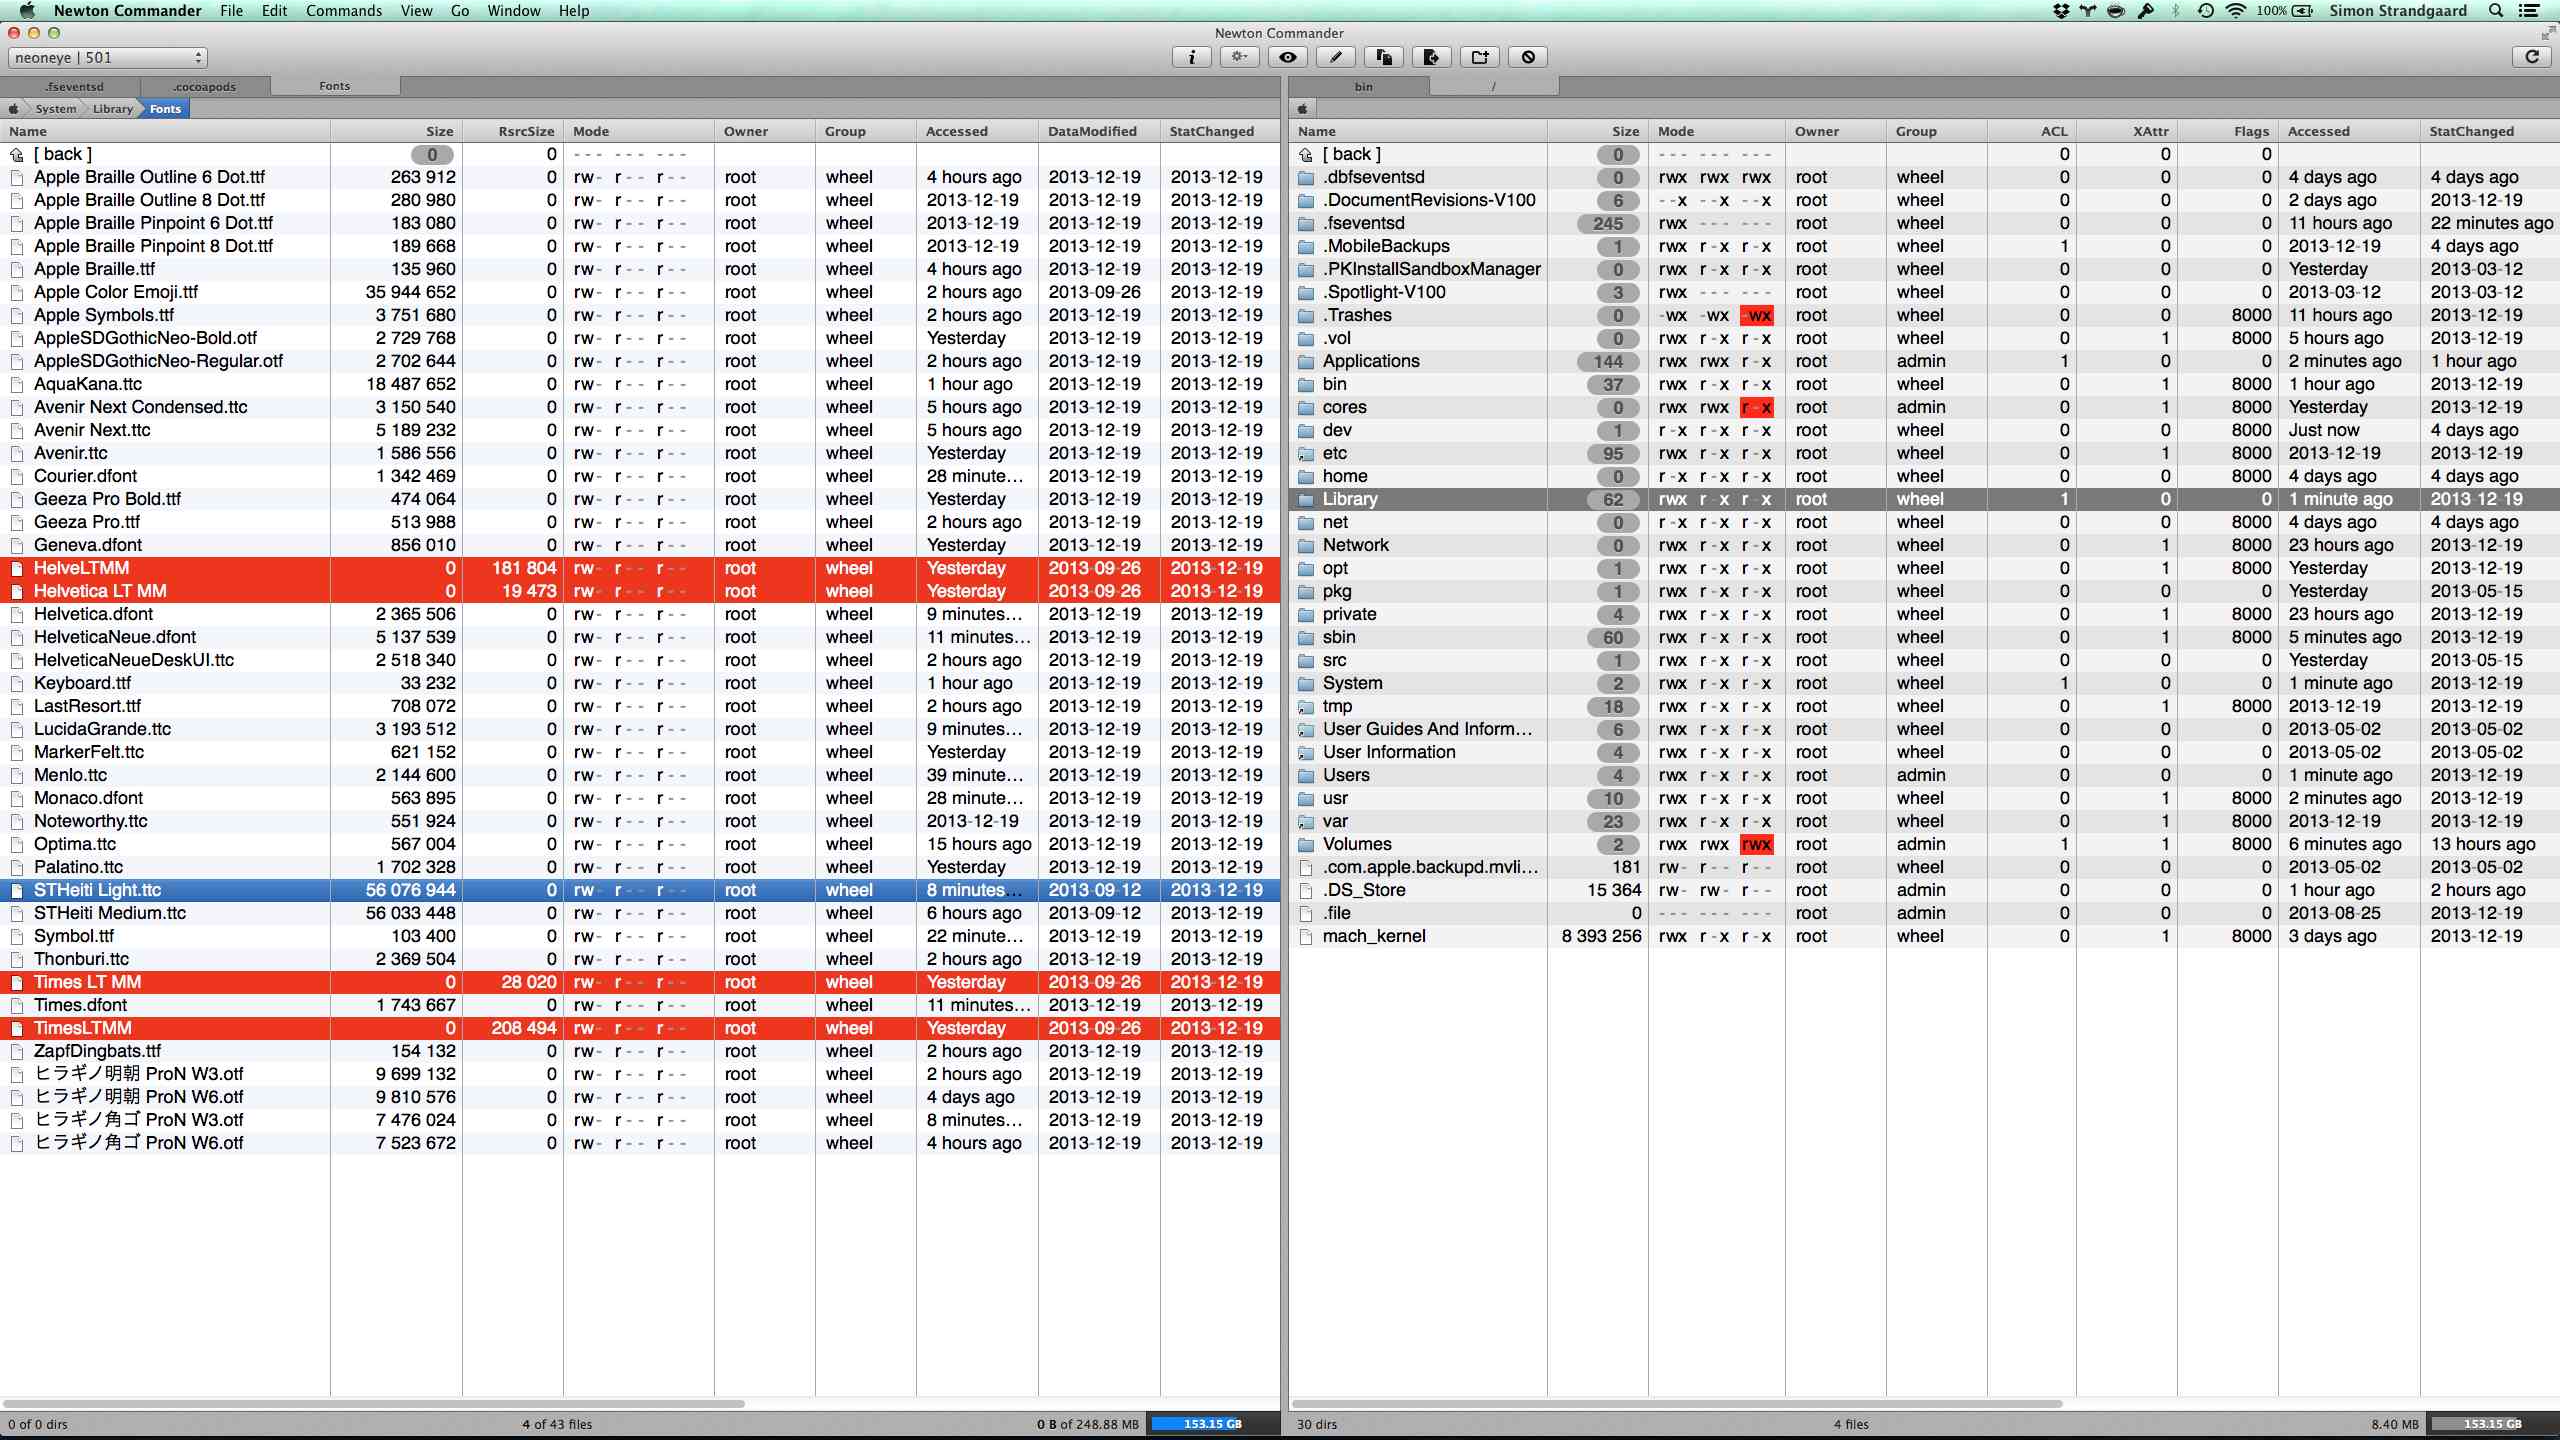 Newton Commander File Edit Commands View Go Window Help 100% Simon Strandgaard
Newton Commander
neoneye | 501
.fseventsd .cocoapods Fonts
System Library Fonts
Name Size RsrcSize Mode Owner Group Accessed DataModified StatChanged
[ back ] 0 0 --- --- ---
Apple Braille Outline 6 Dot.ttf 263 912 0 rw- r-- r-- root wheel 4 hours ago 2013-12-19 2013-12-19
Apple Braille Outline 8 Dot.ttf 280 980 0 rw- r-- r-- root wheel 2013-12-19 2013-12-19 2013-12-19
Apple Braille Pinpoint 6 Dot.ttf 183 080 0 rw- r-- r-- root wheel 2013-12-19 2013-12-19 2013-12-19
Apple Braille Pinpoint 8 Dot.ttf 189 668 0 rw- r-- r-- root wheel 2013-12-19 2013-12-19 2013-12-19
Apple Braille.ttf 135 960 0 rw- r-- r-- root wheel 4 hours ago 2013-12-19 2013-12-19
Apple Color Emoji.ttf 35 944 652 0 rw- r-- r-- root wheel 2 hours ago 2013-09-26 2013-12-19
Apple Symbols.ttf 3 751 680 0 rw- r-- r-- root wheel 2 hours ago 2013-12-19 2013-12-19
AppleSDGothicNeo-Bold.otf 2 729 768 0 rw- r-- r-- root wheel Yesterday 2013-12-19 2013-12-19
AppleSDGothicNeo-Regular.otf 2 702 644 0 rw- r-- r-- root wheel 2 hours ago 2013-12-19 2013-12-19
AquaKana.ttc 18 487 652 0 rw- r-- r-- root wheel 1 hour ago 2013-12-19 2013-12-19
Avenir Next Condensed.ttc 3 150 540 0 rw- r-- r-- root wheel 5 hours ago 2013-12-19 2013-12-19
Avenir Next.ttc 5 189 232 0 rw- r-- r-- root wheel 5 hours ago 2013-12-19 2013-12-19
Avenir.ttc 1 586 556 0 rw- r-- r-- root wheel Yesterday 2013-12-19 2013-12-19
Courier.dfont 1 342 469 0 rw- r-- r-- root wheel 28 minute… 2013-12-19 2013-12-19
Geeza Pro Bold.ttf 474 064 0 rw- r-- r-- root wheel Yesterday 2013-12-19 2013-12-19
Geeza Pro.ttf 513 988 0 rw- r-- r-- root wheel 2 hours ago 2013-12-19 2013-12-19
Geneva.dfont 856 010 0 rw- r-- r-- root wheel Yesterday 2013-12-19 2013-12-19
HelveLTMM 0 181 804 rw- r-- r-- root wheel Yesterday 2013-09-26 2013-12-19
Helvetica LT MM 0 19 473 rw- r-- r-- root wheel Yesterday 2013-09-26 2013-12-19
Helvetica.dfont 2 365 506 0 rw- r-- r-- root wheel 9 minutes… 2013-12-19 2013-12-19
HelveticaNeue.dfont 5 137 539 0 rw- r-- r-- root wheel 11 minutes… 2013-12-19 2013-12-19
HelveticaNeueDeskUI.ttc 2 518 340 0 rw- r-- r-- root wheel 2 hours ago 2013-12-19 2013-12-19
Keyboard.ttf 33 232 0 rw- r-- r-- root wheel 1 hour ago 2013-12-19 2013-12-19
LastResort.ttf 708 072 0 rw- r-- r-- root wheel 2 hours ago 2013-12-19 2013-12-19
LucidaGrande.ttc 3 193 512 0 rw- r-- r-- root wheel 9 minutes… 2013-12-19 2013-12-19
MarkerFelt.ttc 621 152 0 rw- r-- r-- root wheel Yesterday 2013-12-19 2013-12-19
Menlo.ttc 2 144 600 0 rw- r-- r-- root wheel 39 minute… 2013-12-19 2013-12-19
Monaco.dfont 563 895 0 rw- r-- r-- root wheel 28 minute… 2013-12-19 2013-12-19
Noteworthy.ttc 551 924 0 rw- r-- r-- root wheel 2013-12-19 2013-12-19 2013-12-19
Optima.ttc 567 004 0 rw- r-- r-- root wheel 15 hours ago 2013-12-19 2013-12-19
Palatino.ttc 1 702 328 0 rw- r-- r-- root wheel Yesterday 2013-12-19 2013-12-19
STHeiti Light.ttc 56 076 944 0 rw- r-- r-- root wheel 8 minutes… 2013-09-12 2013-12-19
STHeiti Medium.ttc 56 033 448 0 rw- r-- r-- root wheel 6 hours ago 2013-09-12 2013-12-19
Symbol.ttf 103 400 0 rw- r-- r-- root wheel 22 minute… 2013-12-19 2013-12-19
Thonburi.ttc 2 369 504 0 rw- r-- r-- root wheel 2 hours ago 2013-12-19 2013-12-19
Times LT MM 0 28 020 rw- r-- r-- root wheel Yesterday 2013-09-26 2013-12-19
Times.dfont 1 743 667 0 rw- r-- r-- root wheel 11 minutes… 2013-12-19 2013-12-19
TimesLTMM 0 208 494 rw- r-- r-- root wheel Yesterday 2013-09-26 2013-12-19
ZapfDingbats.ttf 154 132 0 rw- r-- r-- root wheel 2 hours ago 2013-12-19 2013-12-19
ヒラギノ明朝 ProN W3.otf 9 699 132 0 rw- r-- r-- root wheel 2 hours ago 2013-12-19 2013-12-19
ヒラギノ明朝 ProN W6.otf 9 810 576 0 rw- r-- r-- root wheel 4 days ago 2013-12-19 2013-12-19
ヒラギノ角ゴ ProN W3.otf 7 476 024 0 rw- r-- r-- root wheel 8 minutes… 2013-12-19 2013-12-19
ヒラギノ角ゴ ProN W6.otf 7 523 672 0 rw- r-- r-- root wheel 4 hours ago 2013-12-19 2013-12-19
0 of 0 dirs 4 of 43 files 0 B of 248.88 MB 153.15 GB
bin /
Name Size Mode Owner Group ACL XAttr Flags Accessed StatChanged
[ back ] 0 --- --- --- 0 0 0
.dbfseventsd 0 rwx rwx rwx root wheel 0 0 0 4 days ago 4 days ago
.DocumentRevisions-V100 6 --x --x --x root wheel 0 0 0 2 days ago 2013-12-19
.fseventsd 245 rwx --- --- root wheel 0 0 0 11 hours ago 22 minutes ago
.MobileBackups 1 rwx r-x r-x root wheel 1 0 0 2013-12-19 4 days ago
.PKInstallSandboxManager 0 rwx r-x r-x root wheel 0 0 0 Yesterday 2013-03-12
.Spotlight-V100 3 rwx --- --- root wheel 0 0 0 2013-03-12 2013-03-12
.Trashes 0 -wx -wx -wx root wheel 0 0 8000 11 hours ago 2013-12-19
.vol 0 rwx r-x r-x root wheel 0 1 8000 5 hours ago 2013-12-19
Applications 144 rwx rwx r-x root admin 1 0 0 2 minutes ago 1 hour ago
bin 37 rwx r-x r-x root wheel 0 1 8000 1 hour ago 2013-12-19
cores 0 rwx rwx r-x root admin 0 1 8000 Yesterday 2013-12-19
dev 1 r-x r-x r-x root wheel 0 0 8000 Just now 4 days ago
etc 95 rwx r-x r-x root wheel 0 1 8000 2013-12-19 2013-12-19
home 0 r-x r-x r-x root wheel 0 0 8000 4 days ago 4 days ago
Library 62 rwx r-x r-x root wheel 1 0 0 1 minute ago 2013-12-19
net 0 r-x r-x r-x root wheel 0 0 8000 4 days ago 4 days ago
Network 0 rwx r-x r-x root wheel 0 1 8000 23 hours ago 2013-12-19
opt 1 rwx r-x r-x root wheel 0 1 8000 Yesterday 2013-12-19
pkg 1 rwx r-x r-x root wheel 0 0 0 Yesterday 2013-05-15
private 4 rwx r-x r-x root wheel 0 1 8000 23 hours ago 2013-12-19
sbin 60 rwx r-x r-x root wheel 0 1 8000 5 minutes ago 2013-12-19
src 1 rwx r-x r-x root wheel 0 0 0 Yesterday 2013-05-15
System 2 rwx r-x r-x root wheel 1 0 0 1 minute ago 2013-12-19
tmp 18 rwx r-x r-x root wheel 0 1 8000 2013-12-19 2013-12-19
User Guides And Inform… 6 rwx r-x r-x root wheel 0 0 0 2013-05-02 2013-05-02
User Information 4 rwx r-x r-x root wheel 0 0 0 2013-05-02 2013-05-02
Users 4 rwx r-x r-x root admin 0 0 0 1 minute ago 2013-12-19
usr 10 rwx r-x r-x root wheel 0 1 8000 2 minutes ago 2013-12-19
var 23 rwx r-x r-x root wheel 0 1 8000 2013-12-19 2013-12-19
Volumes 2 rwx rwx rwx root admin 1 1 8000 6 minutes ago 13 hours ago
.com.apple.backupd.mvli… 181 rw- r-- r-- root wheel 0 0 0 2013-05-02 2013-05-02
.DS_Store 15 364 rw- rw- r-- root admin 0 0 0 1 hour ago 2 hours ago
.file 0 --- --- --- root admin 0 0 0 2013-08-25 2013-12-19
mach_kernel 8 393 256 rwx r-x r-x root wheel 0 1 8000 3 days ago 2013-12-19
30 dirs 4 files 8.40 MB 153.15 GB